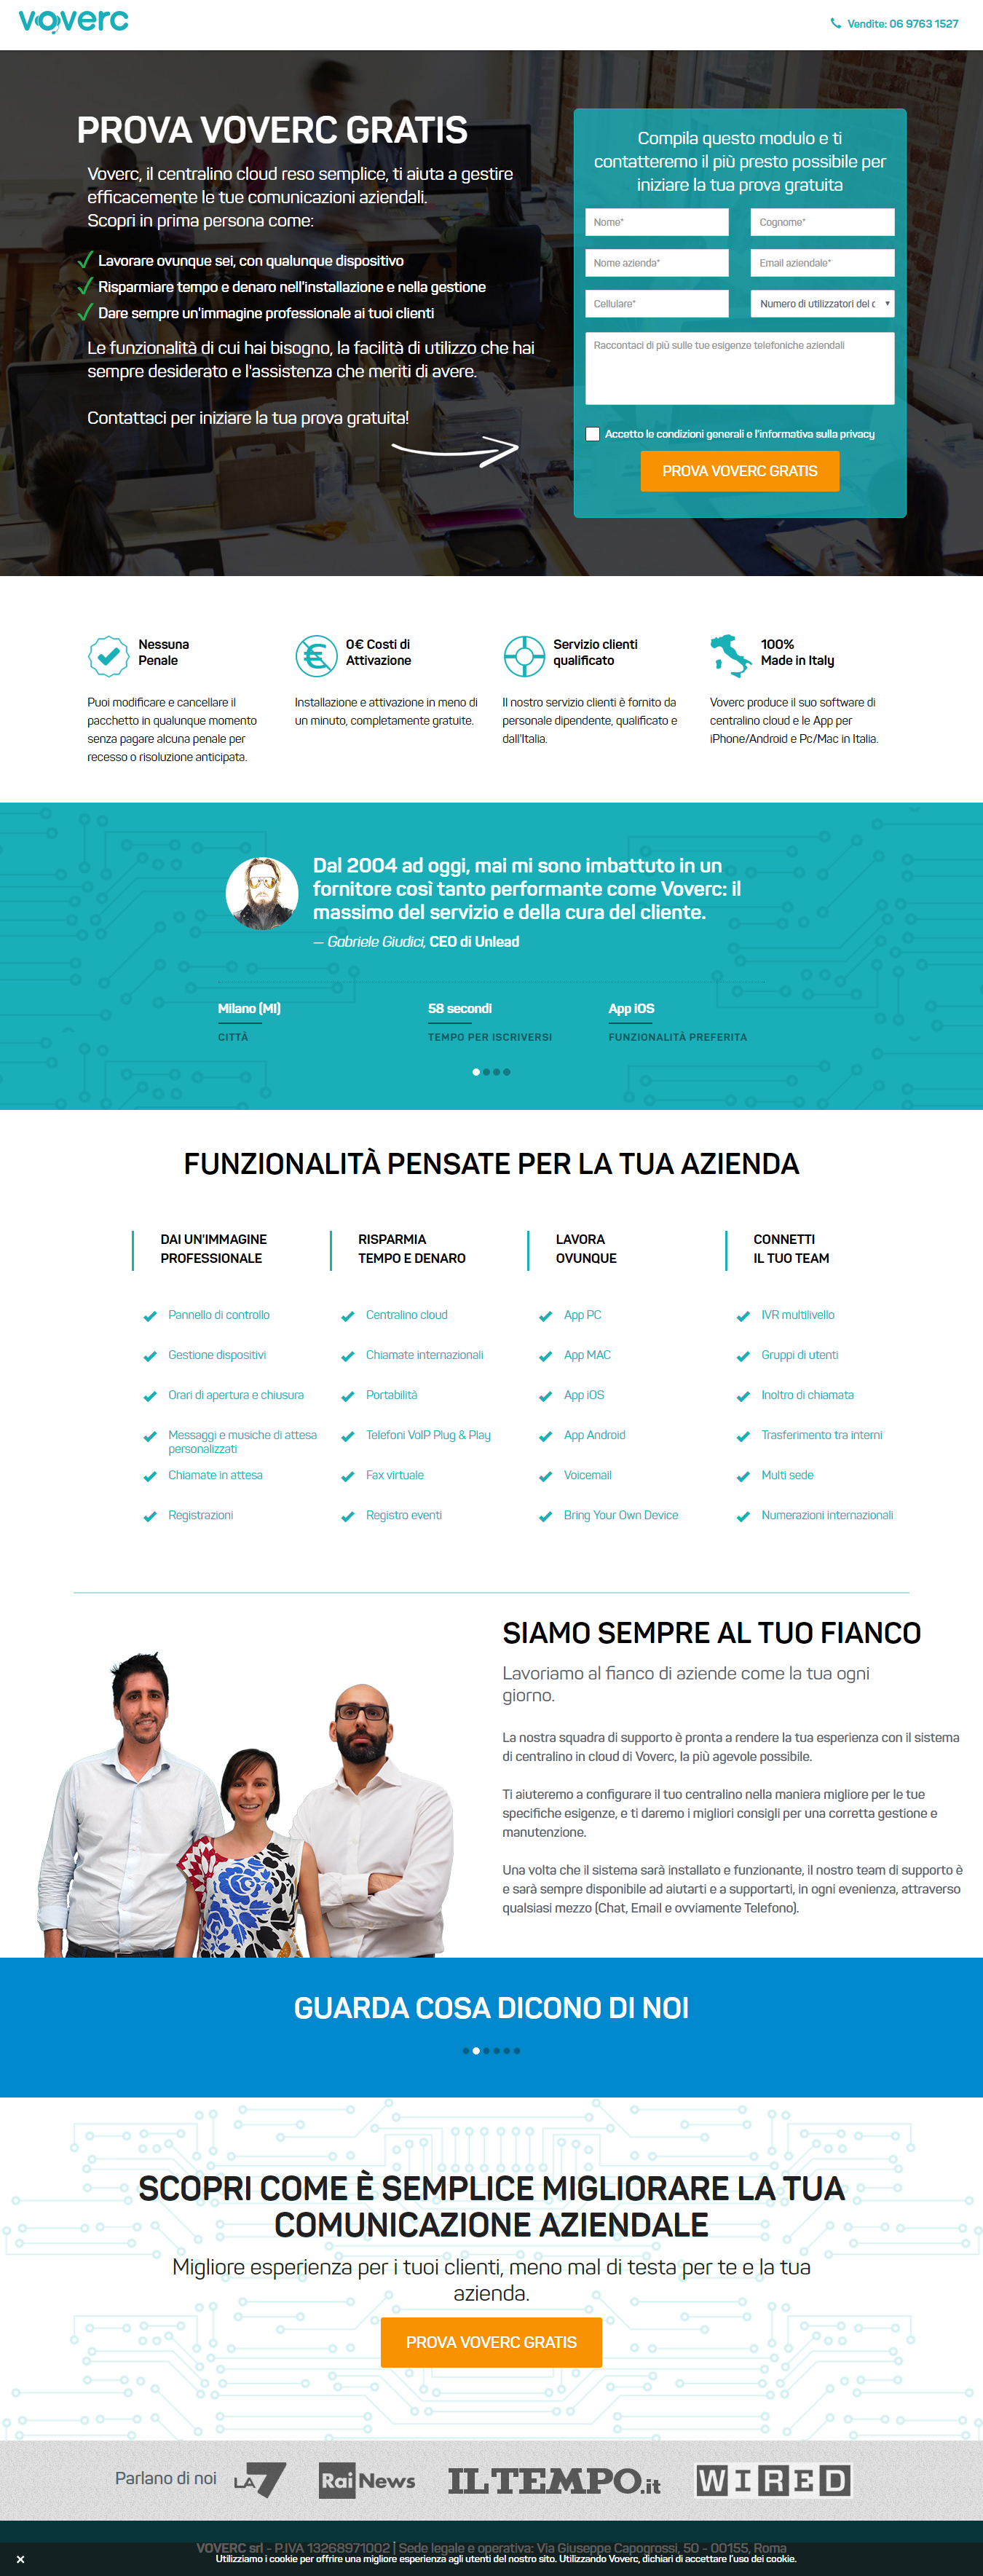 voverc
Vendite: 06 9763 1527
PROVA VOVERC GRATIS
Voverc, il centralino cloud reso semplice, ti aiuta a gestire
efficacemente le tue comunicazioni aziendali.
Scopri in prima persona come:
Lavorare ovunque sei, con qualunque dispositivo
Risparmiare tempo e denaro nell'installazione e nella gestione
Dare sempre un'immagine professionale ai tuoi clienti
Le funzionalità di cui hai bisogno, la facilità di utilizzo che hai
sempre desiderato e l'assistenza che meriti di avere.
Contattaci per iniziare la tua prova gratuita!
Compila questo modulo e ti
contatteremo il più presto possibile per
iniziare la tua prova gratuita
Nome*
Cognome*
Nome azienda*
Email aziendale*
Cellulare*
Numero di utilizzatori del c
Raccontaci di più sulle tue esigenze telefoniche aziendali
Accetto le condizioni generali e l'informativa sulla privacy
PROVA VOVERC GRATIS
Nessuna
Penale
Puoi modificare e cancellare il
pacchetto in qualunque momento
senza pagare alcuna penale per
recesso o risoluzione anticipata.
0€ Costi di
Attivazione
Installazione e attivazione in meno di
un minuto, completamente gratuite.
Servizio clienti
qualificato
Il nostro servizio clienti è fornito da
personale dipendente, qualificato e
dall'Italia.
100%
Made in Italy
Voverc produce il suo software di
centralino cloud e le App per
iPhone/Android e Pc/Mac in Italia.
Dal 2004 ad oggi, mai mi sono imbattuto in un
fornitore così tanto performante come Voverc: il
massimo del servizio e della cura del cliente.
— Gabriele Giudici, CEO di Unlead
Milano (MI)
CITTÀ
58 secondi
TEMPO PER ISCRIVERSI
App iOS
FUNZIONALITÀ PREFERITA
FUNZIONALITÀ PENSATE PER LA TUA AZIENDA
DAI UN'IMMAGINE
PROFESSIONALE
Pannello di controllo
Gestione dispositivi
Orari di apertura e chiusura
Messaggi e musiche di attesa
personalizzati
Chiamate in attesa
Registrazioni
RISPARMIA
TEMPO E DENARO
Centralino cloud
Chiamate internazionali
Portabilità
Telefoni VoIP Plug & Play
Fax virtuale
Registro eventi
LAVORA
OVUNQUE
App PC
App MAC
App iOS
App Android
Voicemail
Bring Your Own Device
CONNETTI
IL TUO TEAM
IVR multilivello
Gruppi di utenti
Inoltro di chiamata
Trasferimento tra interni
Multi sede
Numerazioni internazionali
SIAMO SEMPRE AL TUO FIANCO
Lavoriamo al fianco di aziende come la tua ogni
giorno.
La nostra squadra di supporto è pronta a rendere la tua esperienza con il sistema
di centralino in cloud di Voverc, la più agevole possibile.
Ti aiuteremo a configurare il tuo centralino nella maniera migliore per le tue
specifiche esigenze, e ti daremo i migliori consigli per una corretta gestione e
manutenzione.
Una volta che il sistema sarà installato e funzionante, il nostro team di supporto è
e sarà sempre disponibile ad aiutarti e a supportarti, in ogni evenienza, attraverso
qualsiasi mezzo (Chat, Email e ovviamente Telefono).
GUARDA COSA DICONO DI NOI
SCOPRI COME È SEMPLICE MIGLIORARE LA TUA
COMUNICAZIONE AZIENDALE
Migliore esperienza per i tuoi clienti, meno mal di testa per te e la tua
azienda.
PROVA VOVERC GRATIS
Parlano di noi
LA7
Rai News
IL TEMPO.it
WIRED
VOVERC srl - P.IVA 13268971002 | Sede legale e operativa: Via Giuseppe Capogrossi, 50 - 00155, Roma
Utilizziamo i cookie per offrire una migliore esperienza agli utenti del nostro sito. Utilizzando Voverc, dichiari di accettare l'uso dei cookie.